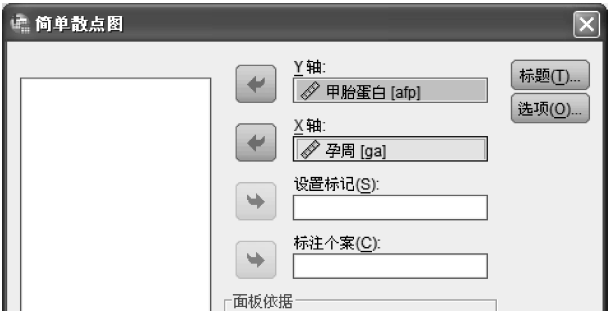 简单散点图
Y 轴:
甲胎蛋白 [afp]
标题(T)...
选项(O)...
X 轴:
孕周 [ga]
设置标记(S):
标注个案(C):
面板依据